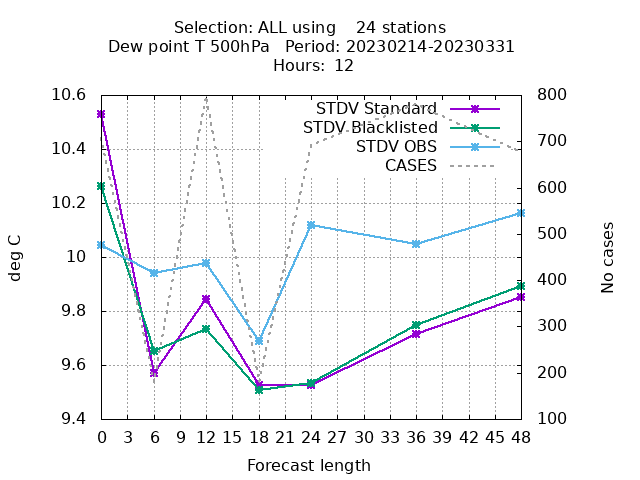 Selection: ALL using    24 stations
Dew point T 500hPa   Period: 20230214-20230331
Hours: 12
STDV Standard
STDV Blacklisted
STDV OBS
CASES
10.6
10.4
10.2
10
9.8
9.6
9.4
deg C
800
700
600
500
400
300
200
100
No cases
0 3 6 9 12 15 18 21 24 27 30 33 36 39 42 45 48
Forecast length